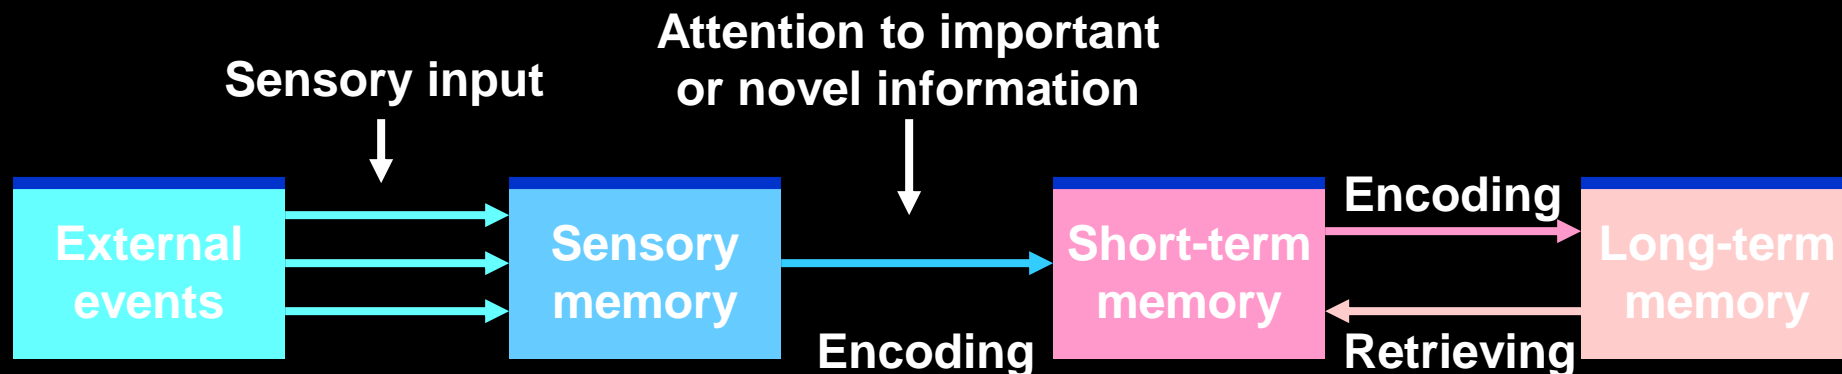 Sensory input
Attention to important
or novel information
External
events
Sensory
memory
Encoding
Short-term
memory
Encoding
Retrieving
Long-term
memory